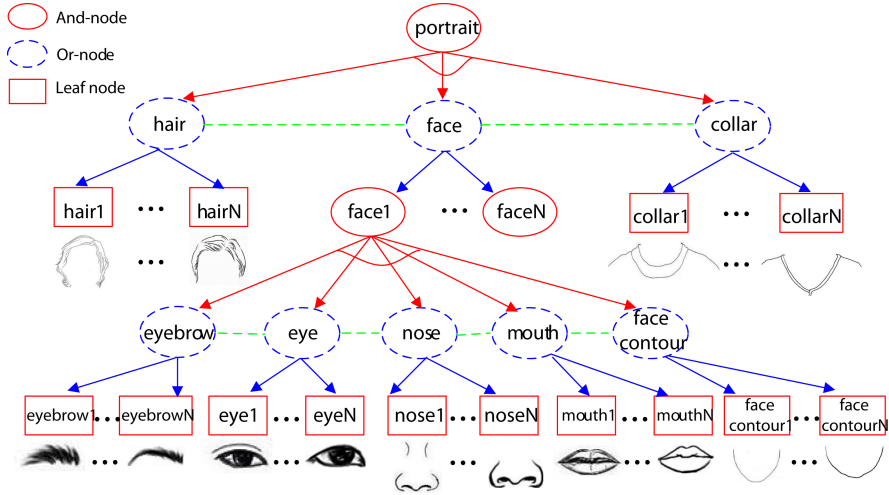 And-node
portrait
Or-node
Leaf node
hair
face
collar
hair1
...
hairN
face1
...
faceN
collar1
...
collarN
...
...
eyebrow
eye
nose
mouth
face
contour
eyebrow1
...
eyebrowN
eye1
...
eyeN
nose1
...
noseN
mouth1
...
mouthN
face
contour1
...
face
contourN
...
...
...
...
...